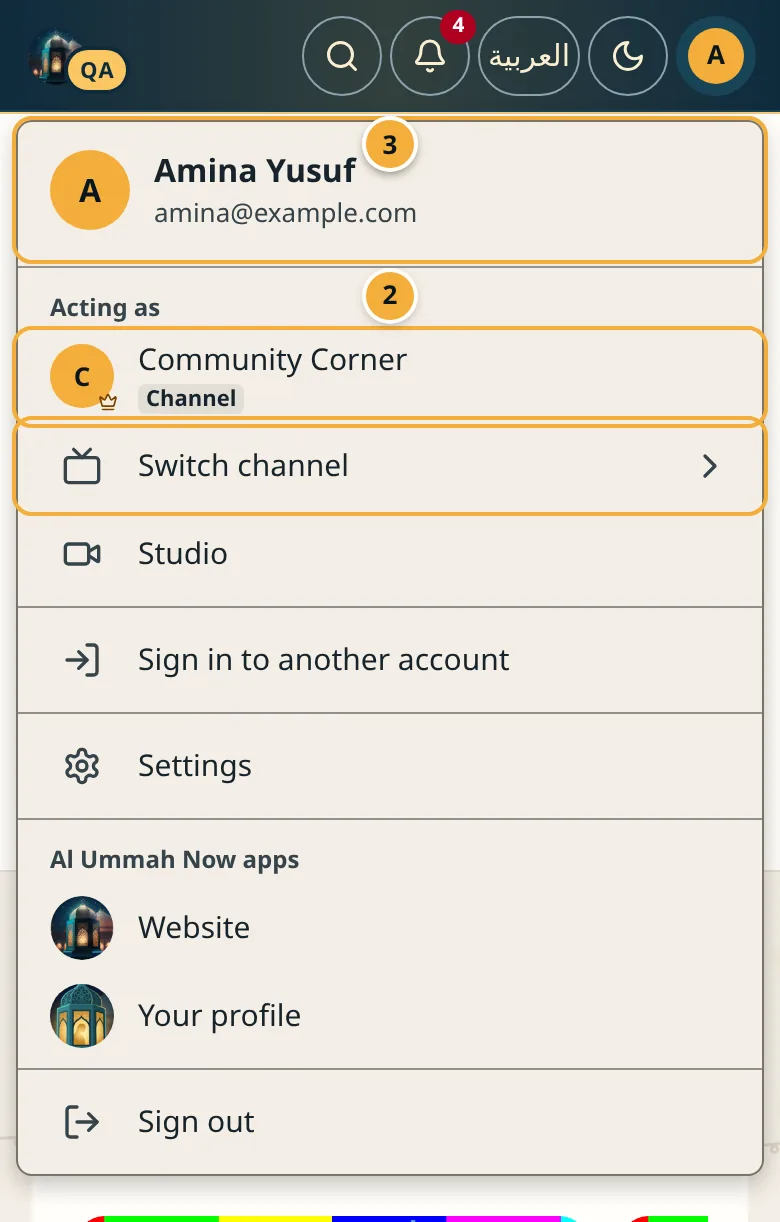 QA
4
العربية
A
3
A
Amina Yusuf
amina@example.com
2
Acting as
C
Community Corner
Channel
Switch channel
Studio
Sign in to another account
Settings
Al Ummah Now apps
Website
Your profile
Sign out